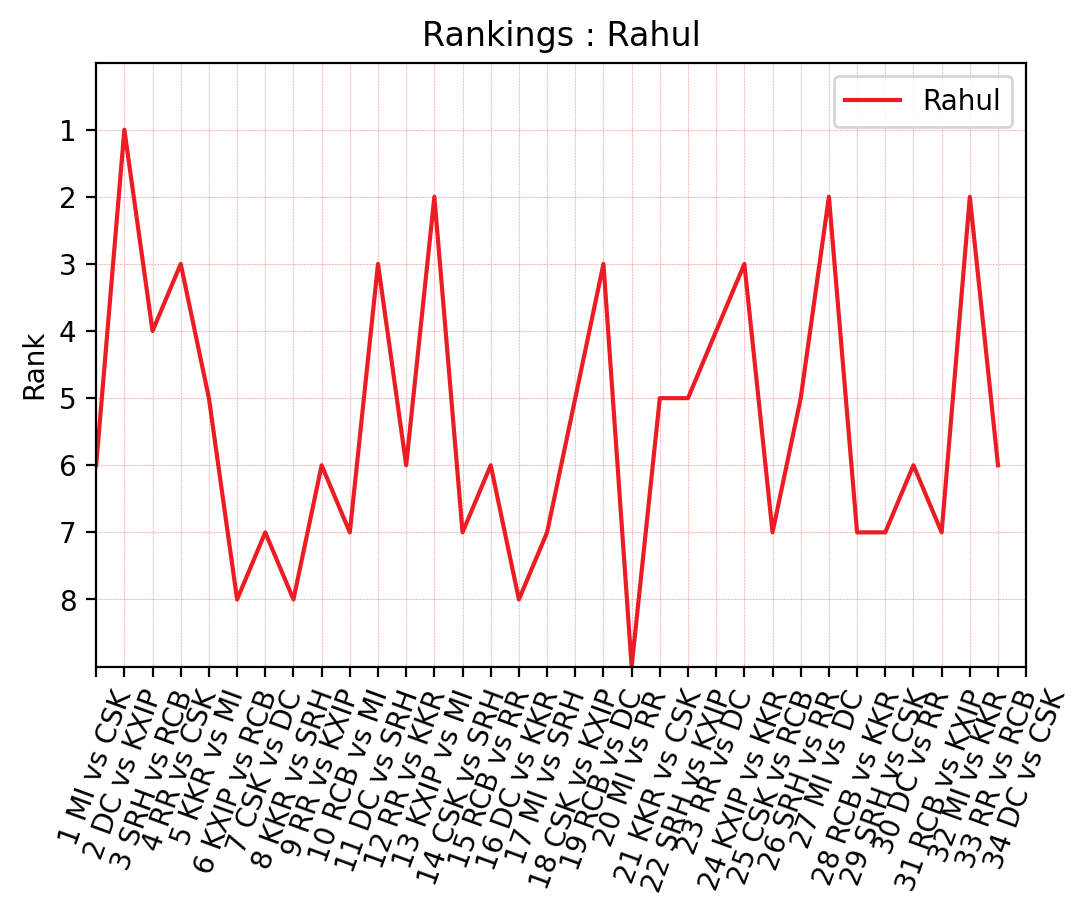 Rankings : Rahul
Rahul
Rank
1
2
3
4
5
6
7
8
1 MI vs CSK
2 DC vs KXIP
3 SRH vs RCB
4 RR vs CSK
5 KKR vs MI
6 KXIP vs RCB
7 CSK vs DC
8 KKR vs SRH
9 RR vs KXIP
10 RCB vs MI
11 DC vs SRH
12 RR vs KKR
13 KXIP vs MI
14 CSK vs SRH
15 RCB vs RR
16 DC vs KKR
17 MI vs SRH
18 CSK vs KXIP
19 RCB vs DC
20 MI vs RR
21 KKR vs CSK
22 SRH vs KXIP
23 RR vs DC
24 KXIP vs KKR
25 CSK vs RCB
26 SRH vs RR
27 MI vs DC
28 RCB vs KKR
29 SRH vs CSK
30 DC vs RR
31 RCB vs KXIP
32 MI vs KKR
33 RR vs RCB
34 DC vs CSK